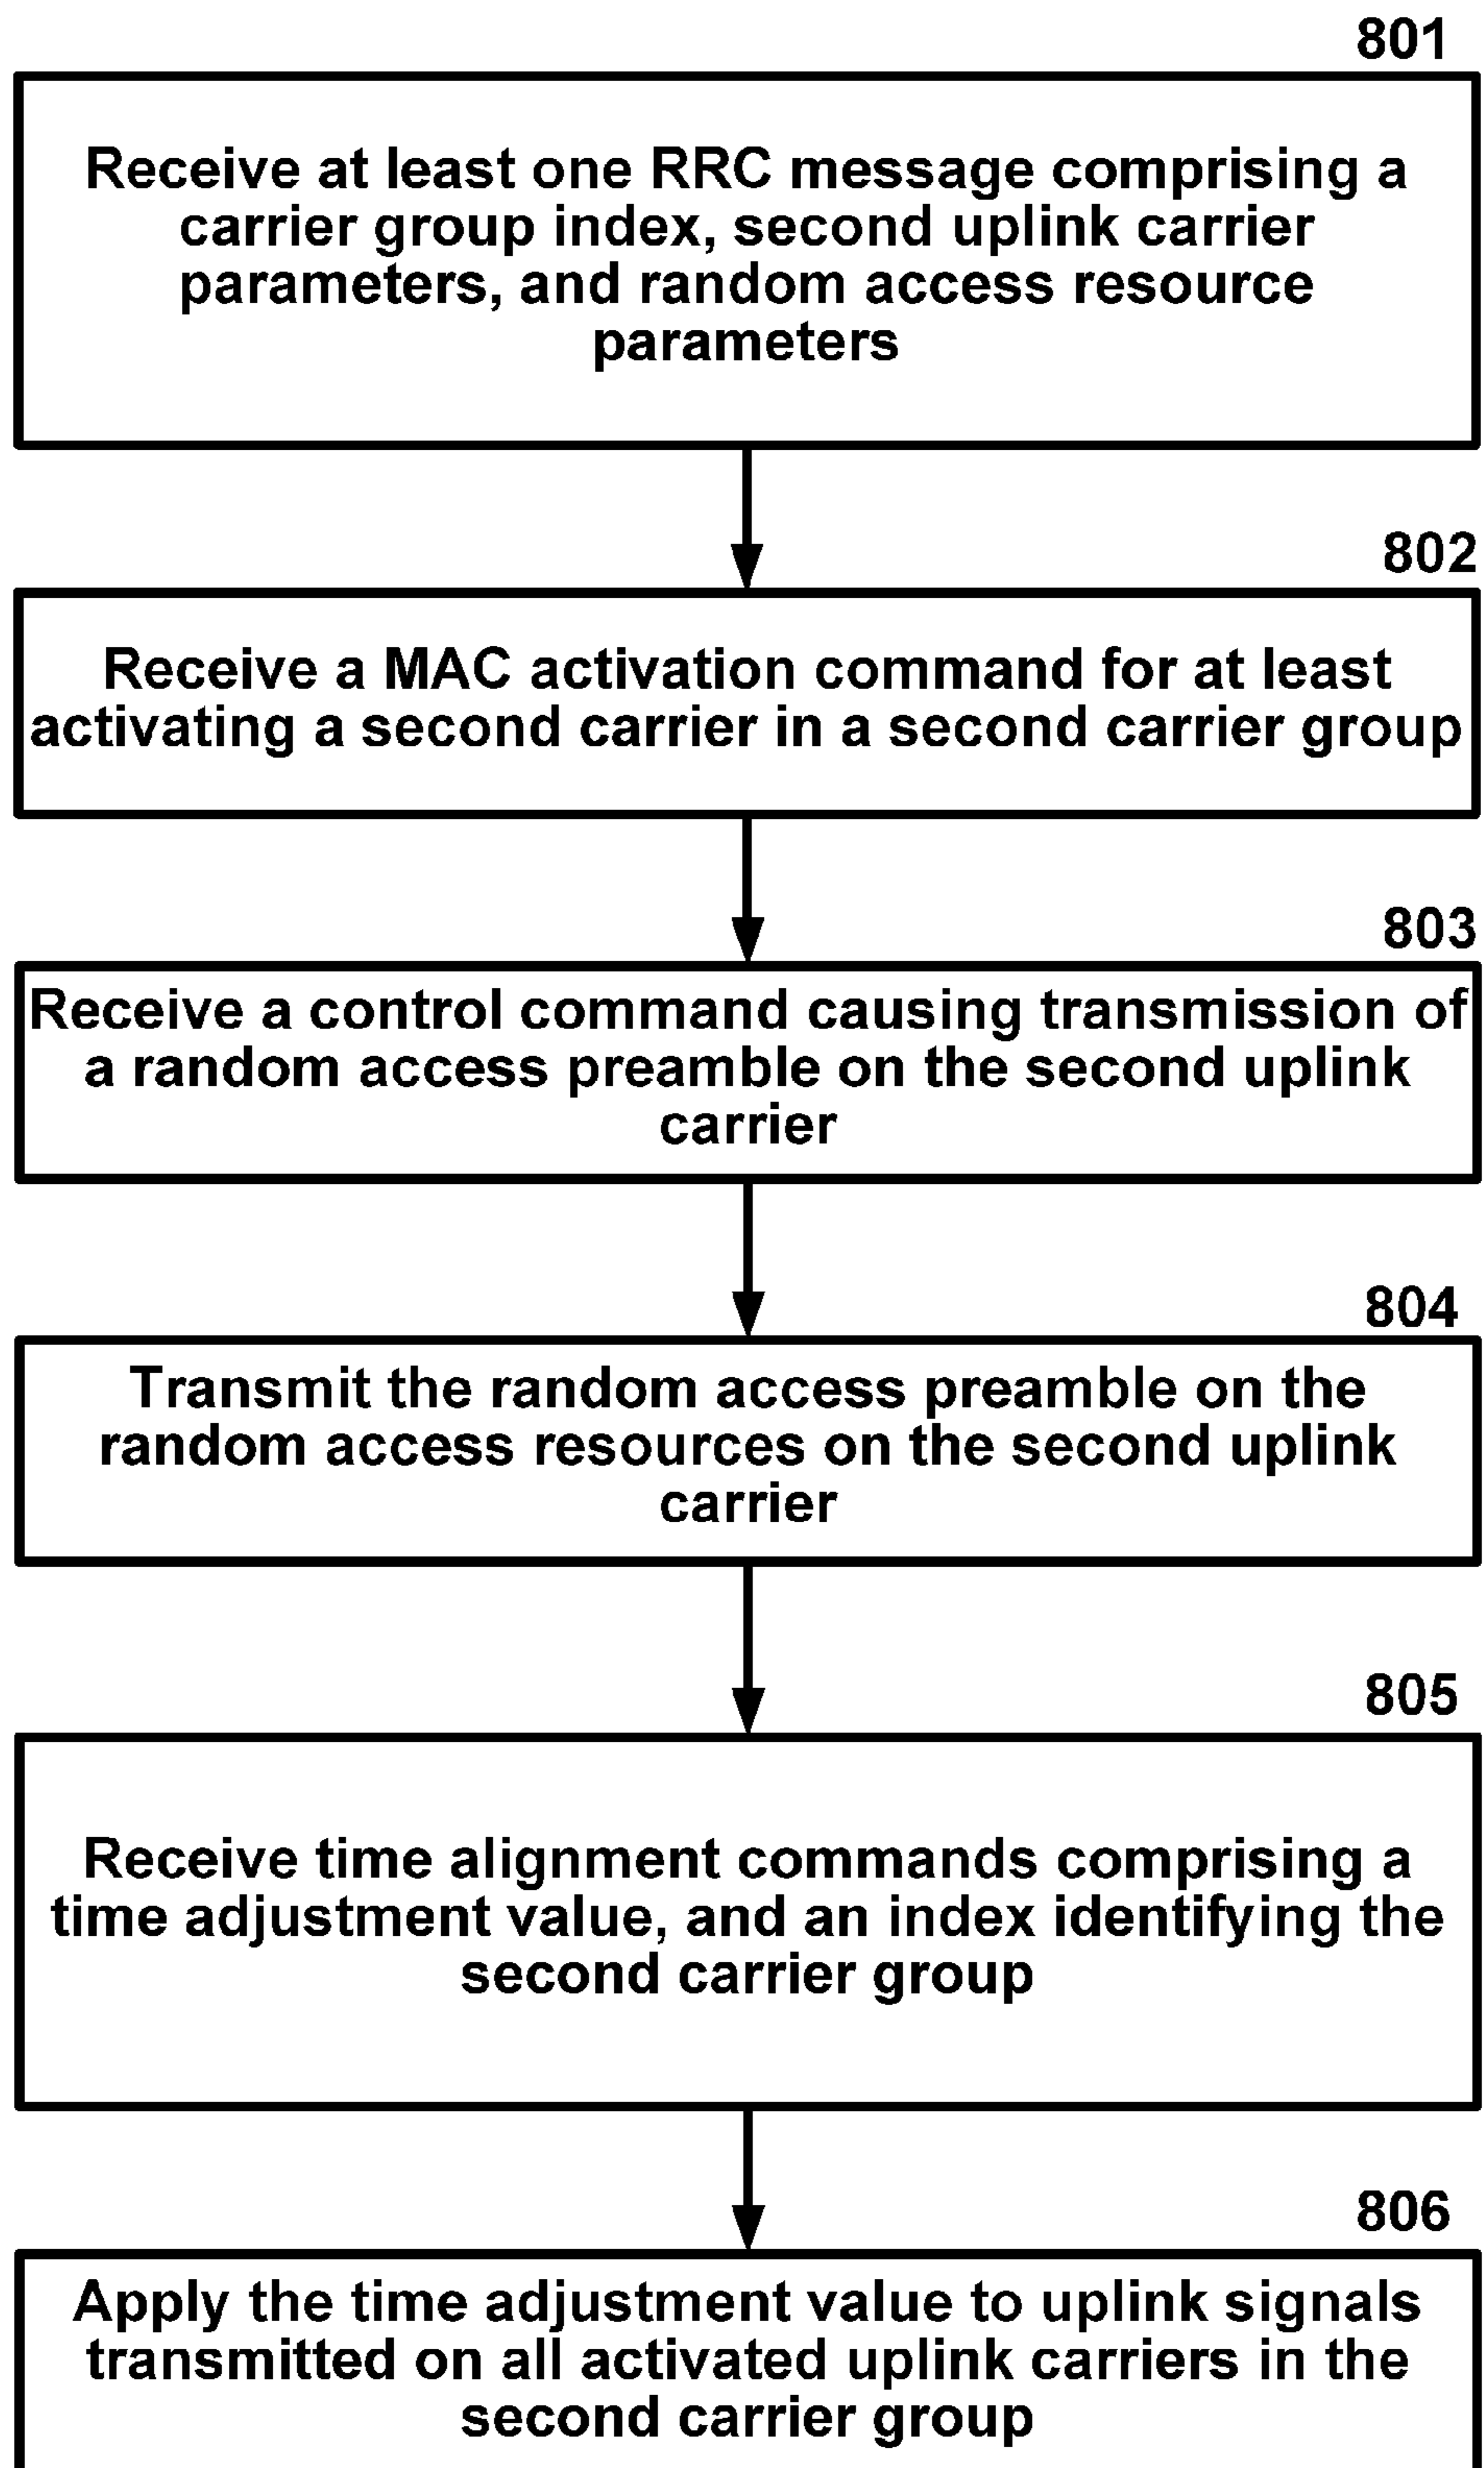 801
Receive at least one RRC message comprising a
carrier group index, second uplink carrier
parameters, and random access resource
parameters
802
Receive a MAC activation command for at least
activating a second carrier in a second carrier group
803
Receive a control command causing transmission of
a random access preamble on the second uplink
carrier
804
Transmit the random access preamble on the
random access resources on the second uplink
carrier
805
Receive time alignment commands comprising a
time adjustment value, and an index identifying the
second carrier group
806
Apply the time adjustment value to uplink signals
transmitted on all activated uplink carriers in the
second carrier group